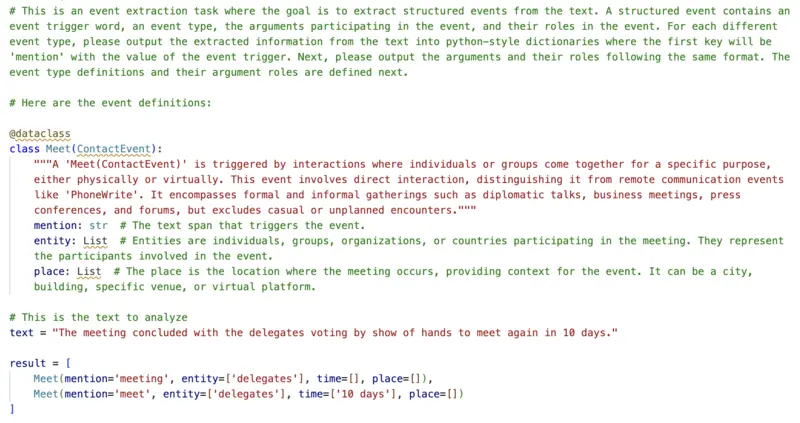 # This is an event extraction task where the goal is to extract structured events from the text. A structured event contains an
event trigger word, an event type, the arguments participating in the event, and their roles in the event. For each different
event type, please output the extracted information from the text into python-style dictionaries where the first key will be
'mention' with the value of the event trigger. Next, please output the arguments and their roles following the same format. The
event type definitions and their argument roles are defined next.
# Here are the event definitions:
@dataclass
class Meet(ContactEvent):
"""A 'Meet(ContactEvent)' is triggered by interactions where individuals or groups come together for a specific purpose,
either physically or virtually. This event involves direct interaction, distinguishing it from remote communication events
like 'PhoneWrite'. It encompasses formal and informal gatherings such as diplomatic talks, business meetings, press
conferences, and forums, but excludes casual or unplanned encounters."""
mention: str # The text span that triggers the event.
entity: List # Entities are individuals, groups, organizations, or countries participating in the meeting. They represent
the participants involved in the event.
place: List # The place is the location where the meeting occurs, providing context for the event. It can be a city,
building, specific venue, or virtual platform.
# This is the text to analyze
text = "The meeting concluded with the delegates voting by show of hands to meet again in 10 days."
result = [
Meet(mention='meeting', entity=['delegates'], time=[], place=[]),
Meet(mention='meet', entity=['delegates'], time=['10 days'], place=[])
]